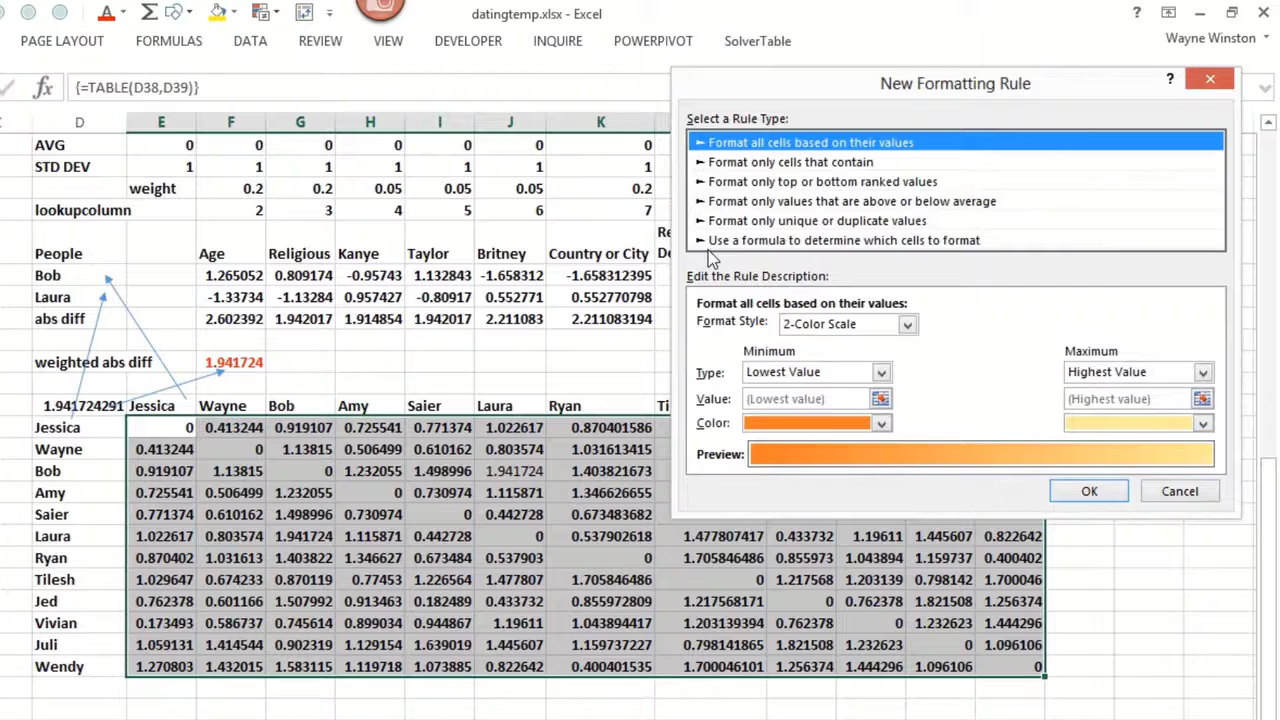 datingtemp.xlsx - Excel
?
PAGE LAYOUT FORMULAS DATA REVIEW VIEW DEVELOPER INQUIRE POWERPIVOT SolverTable
Wayne Winston
fx {=TABLE(D38,D39)}
D E F G H I J K
AVG 0 0 0 0 0 0 0
STD DEV 1 1 1 1 1 1 1
weight 0.2 0.2 0.05 0.05 0.05 0.2
lookupcolumn 2 3 4 5 6 7
People Age Religious Kanye Taylor Britney Country or City
Bob 1.265052 0.809174 -0.95743 1.132843 -1.658312 -1.658312395
Laura -1.33734 -1.13284 0.957427 -0.80917 0.552771 0.552770798
abs diff 2.602392 1.942017 1.914854 1.942017 2.211083 2.211083194
weighted abs diff 1.941724
1.941724291 Jessica Wayne Bob Amy Saier Laura Ryan
Jessica 0 0.413244 0.919107 0.725541 0.771374 1.022617 0.870401586
Wayne 0.413244 0 1.13815 0.506499 0.610162 0.803574 1.031613415
Bob 0.919107 1.13815 0 1.232055 1.498996 1.941724 1.403821673
Amy 0.725541 0.506499 1.232055 0 0.730974 1.115871 1.346626655
Saier 0.771374 0.610162 1.498996 0.730974 0 0.442728 0.673483682
Laura 1.022617 0.803574 1.941724 1.115871 0.442728 0 0.537902618 1.477807417 0.433732 1.19611 1.445607 0.822642
Ryan 0.870402 1.031613 1.403822 1.346627 0.673484 0.537903 0 1.705846486 0.855973 1.043894 1.159737 0.400402
Tilesh 1.029647 0.674233 0.870119 0.77453 1.226564 1.477807 1.705846486 0 1.217568 1.203139 0.798142 1.700046
Jed 0.762378 0.601166 1.507992 0.913463 0.182489 0.433732 0.855972809 1.217568171 0 0.762378 1.821508 1.256374
Vivian 0.173493 0.586737 0.745614 0.899034 0.944867 1.19611 1.043894417 1.203139394 0.762378 0 1.232623 1.444296
Juli 1.059131 1.414544 0.902319 1.129154 1.639019 1.445607 1.159737227 0.798141865 1.821508 1.232623 0 1.096106
Wendy 1.270803 1.432015 1.583115 1.119718 1.073885 0.822642 0.400401535 1.700046101 1.256374 1.444296 1.096106 0
New Formatting Rule
?
Select a Rule Type:
► Format all cells based on their values
► Format only cells that contain
► Format only top or bottom ranked values
► Format only values that are above or below average
► Format only unique or duplicate values
► Use a formula to determine which cells to format
Edit the Rule Description:
Format all cells based on their values:
Format Style: 2-Color Scale
Minimum Maximum
Type: Lowest Value Highest Value
Value: (Lowest value) (Highest value)
Color:
Preview:
OK Cancel